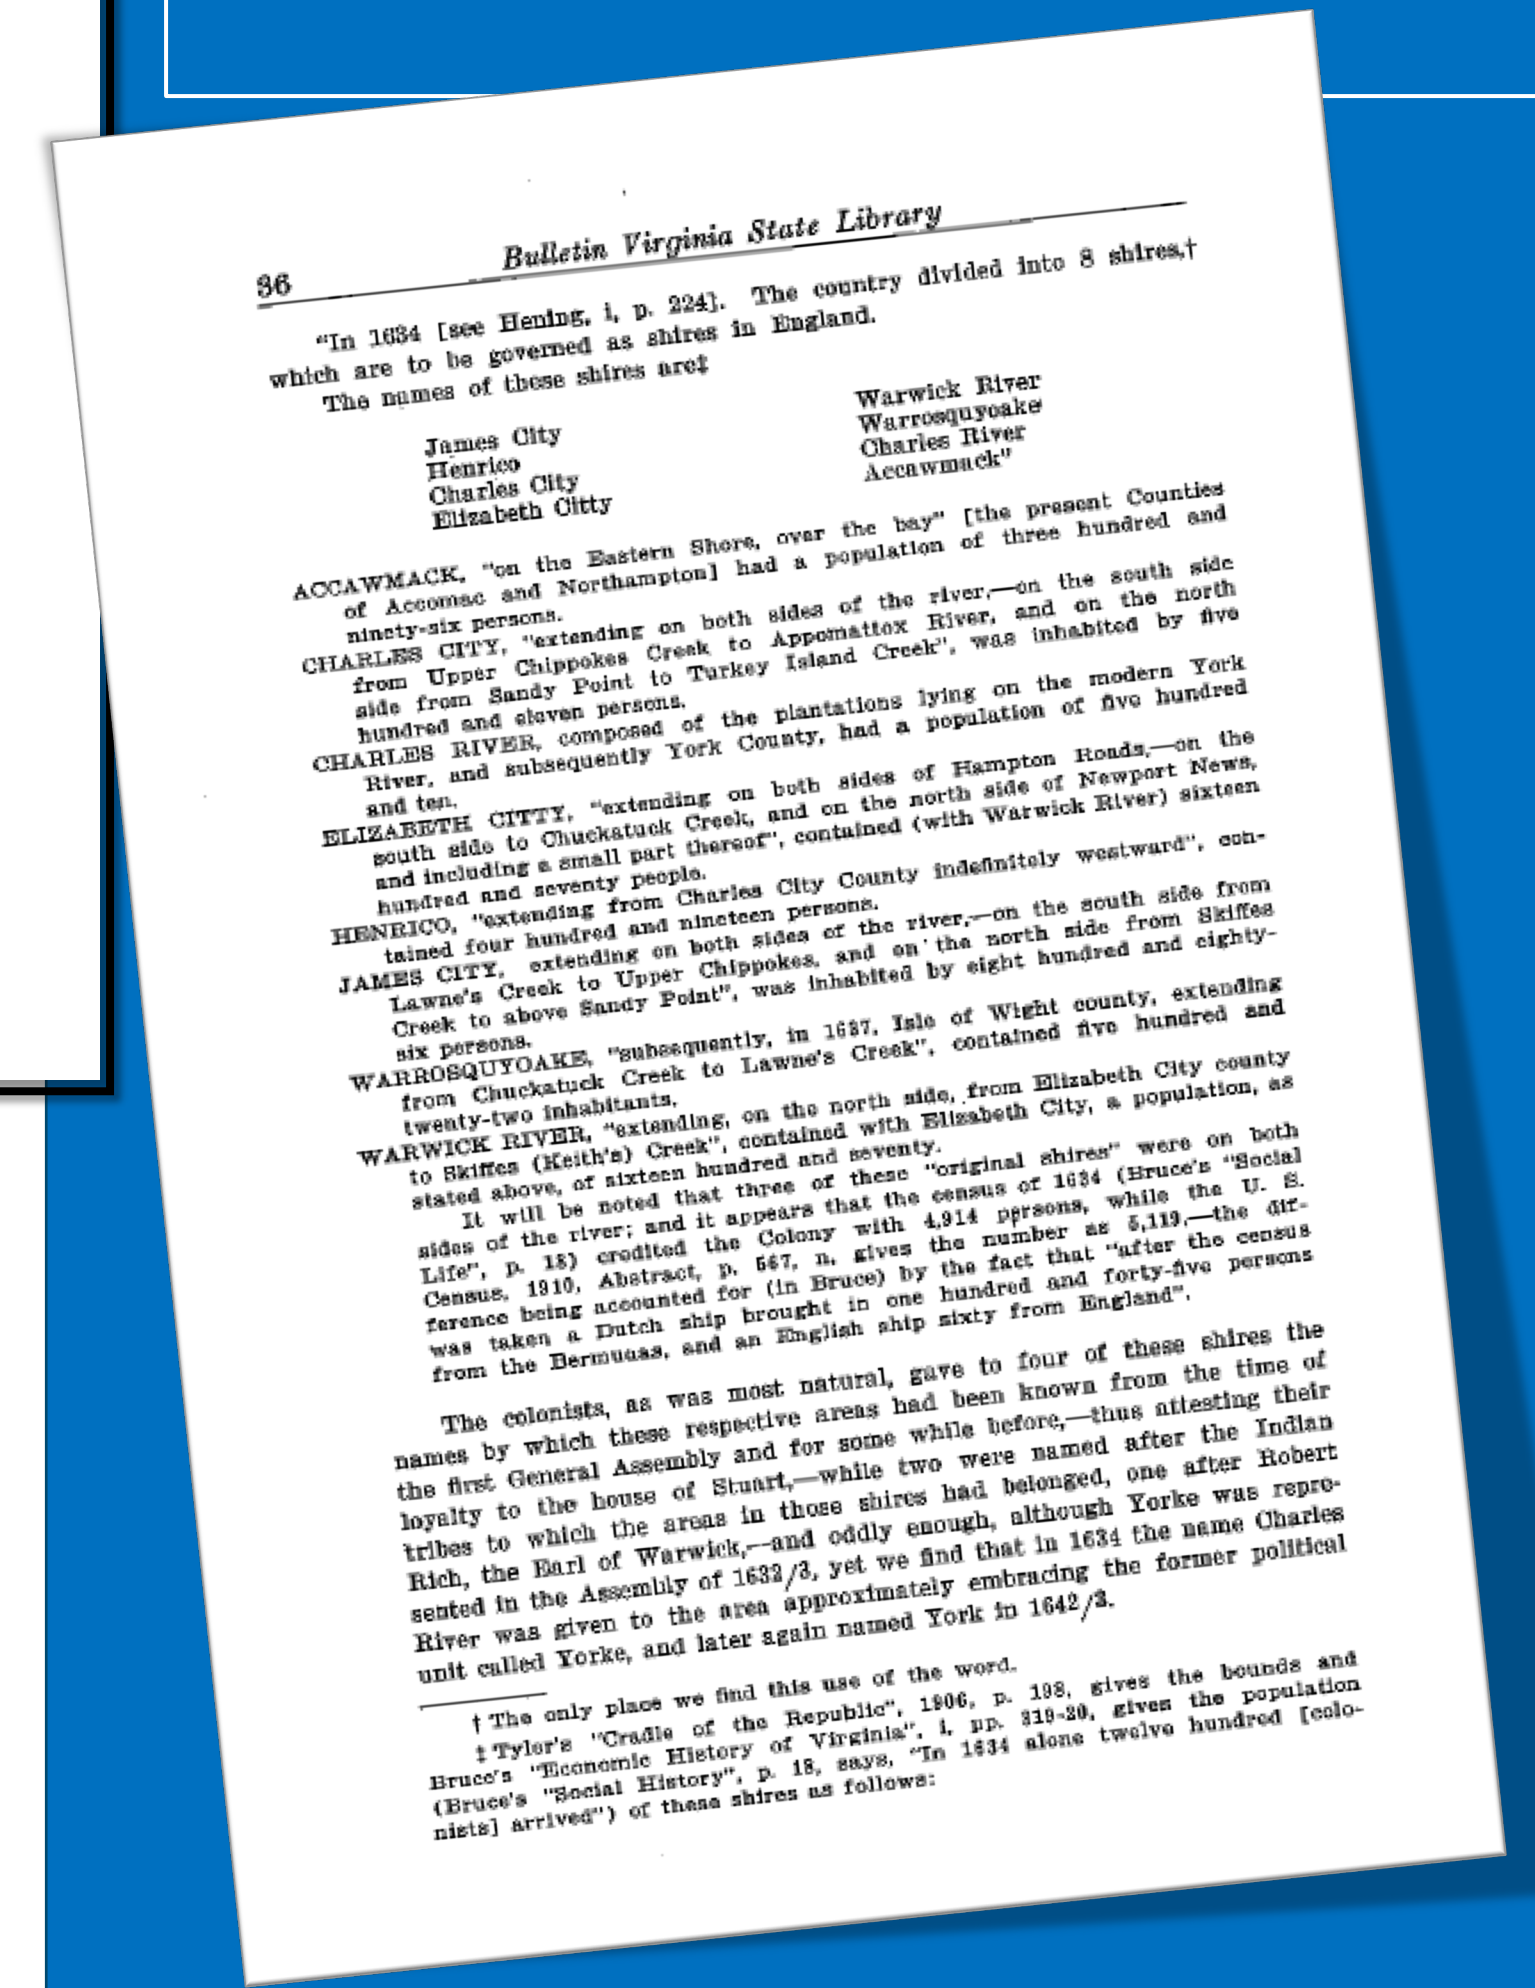 36
Bulletin Virginia State Library
"In 1634 [see Hening, i, p. 224]. The country divided into 8 shires,†
which are to be governed as shires in England.
The names of these shires are‡
James City
Henrico
Charles City
Elizabeth Citty
Warwick River
Warrosquyoake
Charles River
Accawmack"
ACCAWMACK, "on the Eastern Shore, over the bay" [the present Counties
of Accomac and Northampton] had a population of three hundred and
ninety-six persons.
CHARLES CITY, "extending on both sides of the river,—on the south side
from Upper Chippokes Creek to Appomattox River, and on the north
side from Sandy Point to Turkey Island Creek", was inhabited by five
hundred and eleven persons.
CHARLES RIVER, composed of the plantations lying on the modern York
River, and subsequently York County, had a population of five hundred
and ten.
ELIZABETH CITTY, "extending on both sides of Hampton Roads,—on the
south side to Chuckatuck Creek, and on the north side of Newport News,
and including a small part thereof", contained (with Warwick River) sixteen
hundred and seventy people.
HENRICO, "extending from Charles City County indefinitely westward", con-
tained four hundred and nineteen persons.
JAMES CITY, extending on both sides of the river,—on the south side from
Lawne's Creek to Upper Chippokes, and on the north side from Skiffes
Creek to above Sandy Point", was inhabited by eight hundred and eighty-
six persons.
WARROSQUYOAKE, "subsequently, in 1637, Isle of Wight county, extending
from Chuckatuck Creek to Lawne's Creek", contained five hundred and
twenty-two inhabitants.
WARWICK RIVER, "extending, on the north side, from Elizabeth City county
to Skiffes (Keith's) Creek", contained with Elizabeth City, a population, as
stated above, of sixteen hundred and seventy.
It will be noted that three of these "original shires" were on both
sides of the river; and it appears that the census of 1634 (Bruce's "Social
Life", p. 18) credited the Colony with 4,914 persons, while the U. S.
Census, 1910, Abstract, p. 567, n. gives the number as 5,119,—the dif-
ference being accounted for (in Bruce) by the fact that "after the census
was taken a Dutch ship brought in one hundred and forty-five persons
from the Bermudas, and an English ship sixty from England".
The colonists, as was most natural, gave to four of these shires the
names by which these respective areas had been known from the time of
the first General Assembly and for some while before,—thus attesting their
loyalty to the house of Stuart,—while two were named after the Indian
tribes to which the areas in those shires had belonged, one after Robert
Rich, the Earl of Warwick,—and oddly enough, although Yorke was repre-
sented in the Assembly of 1632/3, yet we find that in 1634 the name Charles
River was given to the area approximately embracing the former political
unit called Yorke, and later again named York in 1642/3.
† The only place we find this use of the word.
‡ Tyler's "Cradle of the Republic", 1906, p. 198, gives the bounds and
Bruce's "Economic History of Virginia", i, pp. 319-20, gives the population
(Bruce's "Social History", p. 18, says, "In 1634 alone twelve hundred [colo-
nists] arrived") of these shires as follows: